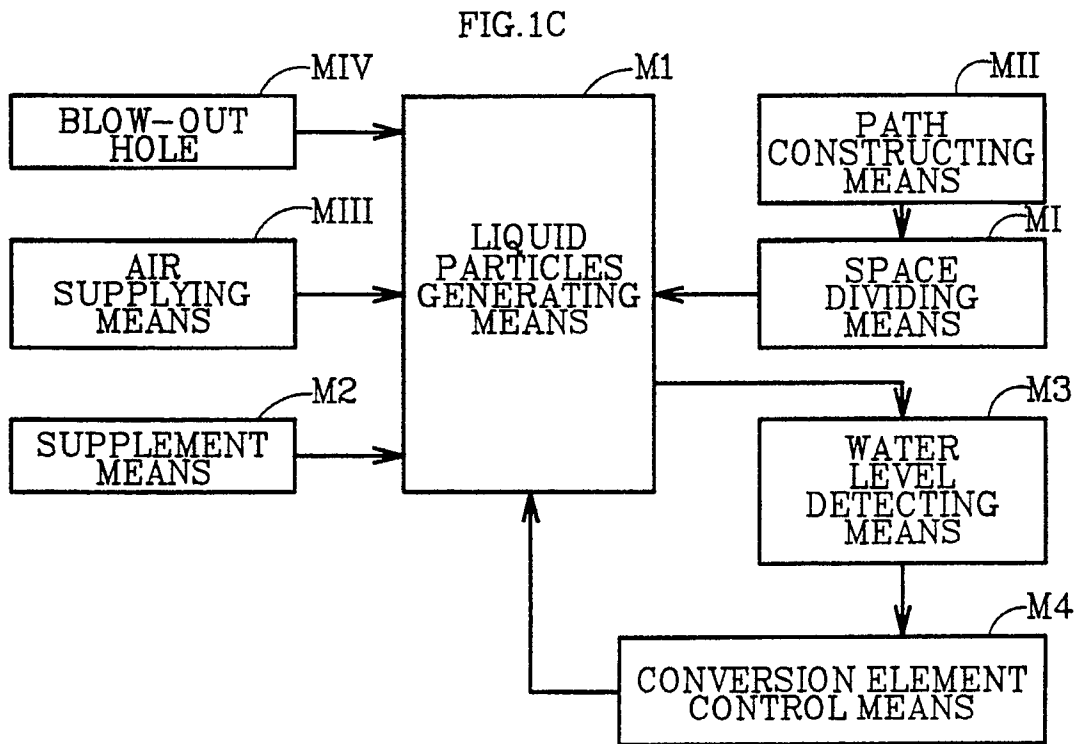 FIG.1C
MIV
BLOW-OUT
HOLE
MIII
AIR
SUPPLYING
MEANS
M2
SUPPLEMENT
MEANS
M1
LIQUID
PARTICLES
GENERATING
MEANS
MII
PATH
CONSTRUCTING
MEANS
MI
SPACE
DIVIDING
MEANS
M3
WATER
LEVEL
DETECTING
MEANS
M4
CONVERSION ELEMENT
CONTROL MEANS